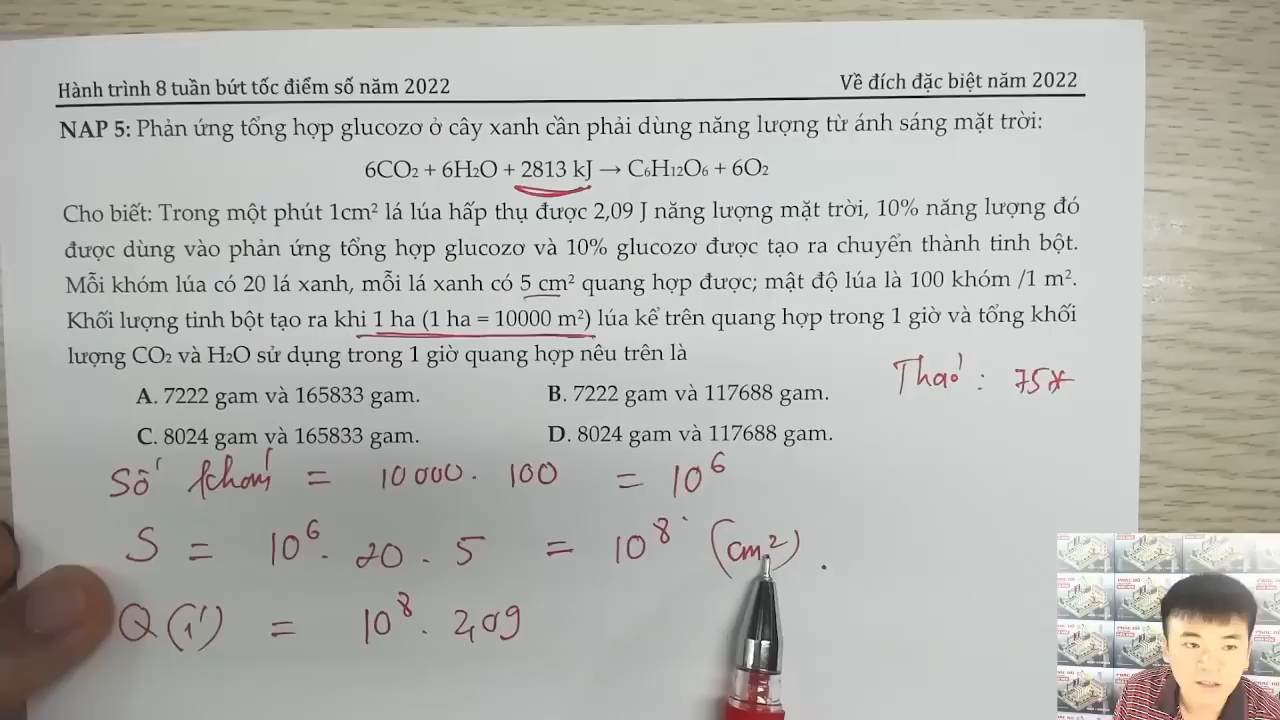 Hành trình 8 tuần bứt tốc điểm số năm 2022
Về đích đặc biệt năm 2022
NAP 5: Phản ứng tổng hợp glucozơ ở cây xanh cần phải dùng năng lượng từ ánh sáng mặt trời:
6CO₂ + 6H₂O + 2813 kJ → C₆H₁₂O₆ + 6O₂
Cho biết: Trong một phút 1cm² lá lúa hấp thụ được 2,09 J năng lượng mặt trời, 10% năng lượng đó
được dùng vào phản ứng tổng hợp glucozơ và 10% glucozơ được tạo ra chuyển thành tinh bột.
Mỗi khóm lúa có 20 lá xanh, mỗi lá xanh có 5 cm² quang hợp được; mật độ lúa là 100 khóm /1 m².
Khối lượng tinh bột tạo ra khi 1 ha (1 ha = 10000 m²) lúa kể trên quang hợp trong 1 giờ và tổng khối
lượng CO₂ và H₂O sử dụng trong 1 giờ quang hợp nêu trên là
A. 7222 gam và 165833 gam.
B. 7222 gam và 117688 gam.
C. 8024 gam và 165833 gam.
D. 8024 gam và 117688 gam.
Thảo : 75*
Số khóm = 10000. 100 = 10⁶
S = 10⁶. 20 . 5 = 10⁸ (cm²).
Q (1') = 10⁸. 2,09